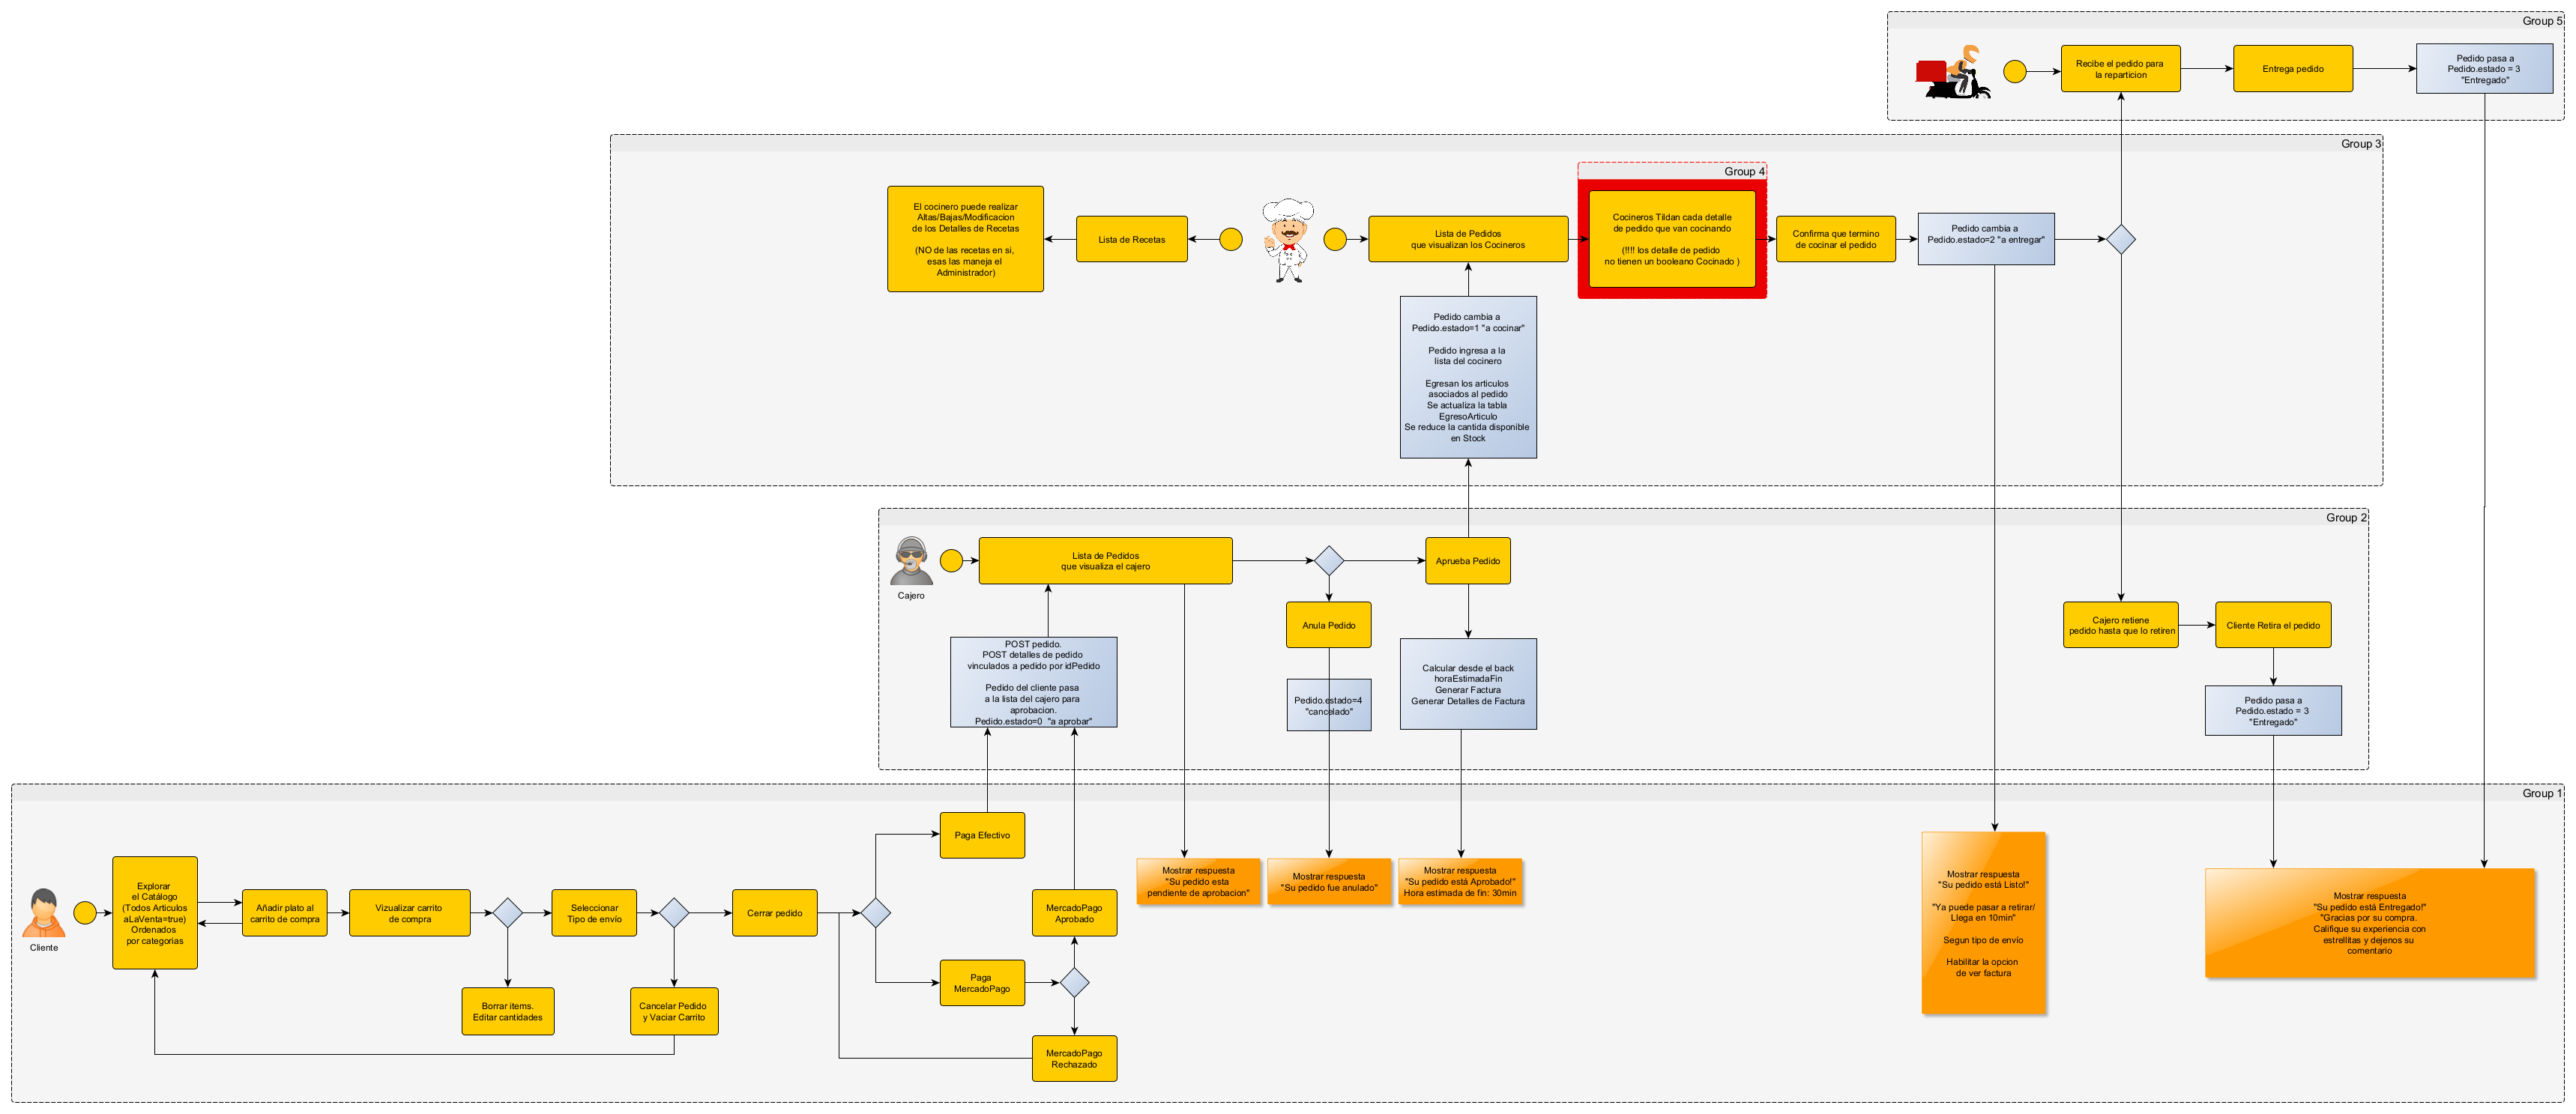 Group 5
Recibe el pedido para
la reparticion
Entrega pedido
Pedido pasa a
Pedido.estado = 3
"Entregado"
Group 3
Group 4
El cocinero puede realizar
Altas/Bajas/Modificacion
de los Detalles de Recetas
(NO de las recetas en si,
esas las maneja el
Administrador)
Lista de Recetas
Lista de Pedidos
que visualizan los Cocineros
Cocineros Tildan cada detalle
de pedido que van cocinando
(!!!! los detalle de pedido
no tienen un booleano Cocinado )
Confirma que termino
de cocinar el pedido
Pedido cambia a
Pedido.estado=2 "a entregar"
Pedido cambia a
Pedido.estado=1 "a cocinar"
Pedido ingresa a la
lista del cocinero
Egresan los articulos
asociados al pedido
Se actualiza la tabla
EgresoArticulo
Se reduce la cantida disponible
en Stock
Group 2
Cajero
Lista de Pedidos
que visualiza el cajero
Aprueba Pedido
Anula Pedido
Cajero retiene
pedido hasta que lo retiren
Cliente Retira el pedido
POST pedido.
POST detalles de pedido
vinculados a pedido por idPedido
Pedido del cliente pasa
a la lista del cajero para
aprobacion.
Pedido.estado=0 "a aprobar"
Pedido.estado=4
"cancelado"
Calcular desde el back
horaEstimadaFin
Generar Factura
Generar Detalles de Factura
Pedido pasa a
Pedido.estado = 3
"Entregado"
Group 1
Cliente
Explorar
el Catálogo
(Todos Articulos
aLaVenta=true)
Ordenados
por categorias
Añadir plato al
carrito de compra
Vizualizar carrito
de compra
Seleccionar
Tipo de envío
Cerrar pedido
Borrar items.
Editar cantidades
Cancelar Pedido
y Vaciar Carrito
Paga Efectivo
Paga
MercadoPago
MercadoPago
Aprobado
MercadoPago
Rechazado
Mostrar respuesta
"Su pedido esta
pendiente de aprobacion"
Mostrar respuesta
"Su pedido fue anulado"
Mostrar respuesta
"Su pedido está Aprobado!"
Hora estimada de fin: 30min
Mostrar respuesta
"Su pedido está Listo!"
"Ya puede pasar a retirar/
Llega en 10min"
Segun tipo de envío
Habilitar la opcion
de ver factura
Mostrar respuesta
"Su pedido está Entregado!"
"Gracias por su compra.
Califique su experiencia con
estrellitas y dejenos su
comentario